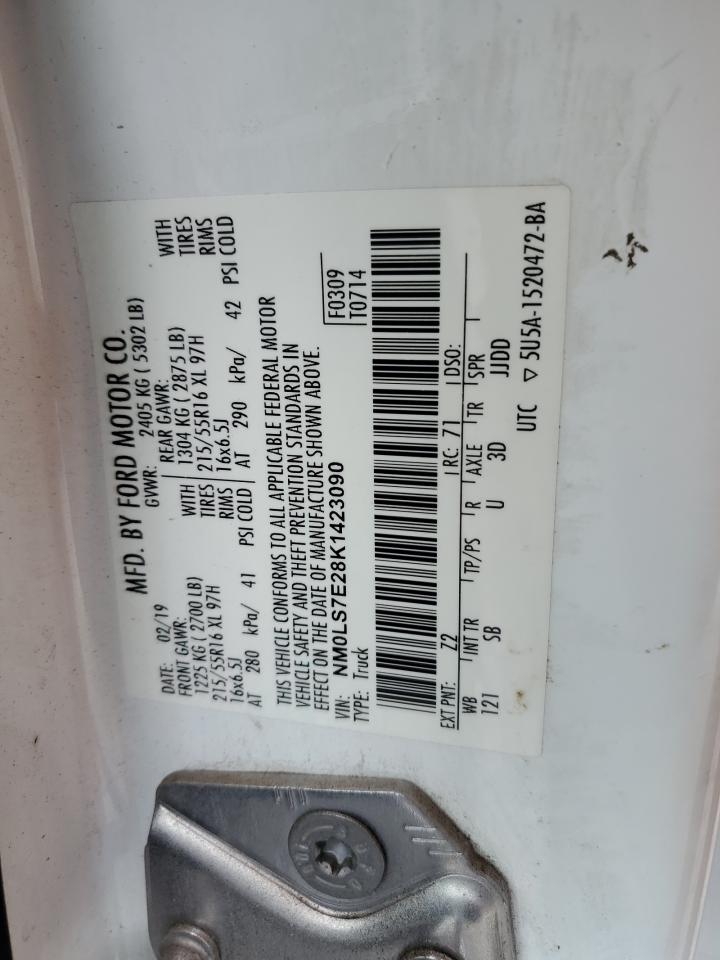 MFD. BY FORD MOTOR CO.
DATE: 02/19 GVWR: 2405 KG ( 5302 LB)
FRONT GAWR: REAR GAWR:
1225 KG ( 2700 LB) WITH 1304 KG ( 2875 LB) WITH
215/55R16 XL 97H TIRES 215/55R16 XL 97H TIRES
16x6.5J RIMS 16x6.5J RIMS
AT 280 kPa/ 41 PSI COLD AT 290 kPa/ 42 PSI COLD
THIS VEHICLE CONFORMS TO ALL APPLICABLE FEDERAL MOTOR
VEHICLE SAFETY AND THEFT PREVENTION STANDARDS IN
EFFECT ON THE DATE OF MANUFACTURE SHOWN ABOVE.
VIN: NM0LS7E28K1423090 F0309
TYPE: Truck T0714
EXT PNT: Z2 RC: 71 DSO:
WB INT TR TP/PS R AXLE TR SPR
121 SB U 3D JJDD
UTC ▽ 5U5A-1520472-BA